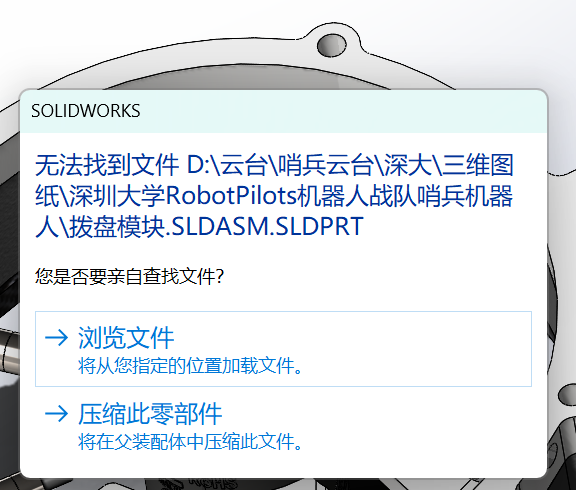 SOLIDWORKS
无法找到文件 D:\云台\哨兵云台\深大\三维图
纸\深圳大学RobotPilots机器人战队哨兵机器
人\拨盘模块.SLDASM.SLDPRT
您是否要亲自查找文件?
→ 浏览文件
将从您指定的位置加载文件。
→ 压缩此零部件
将在父装配体中压缩此文件。